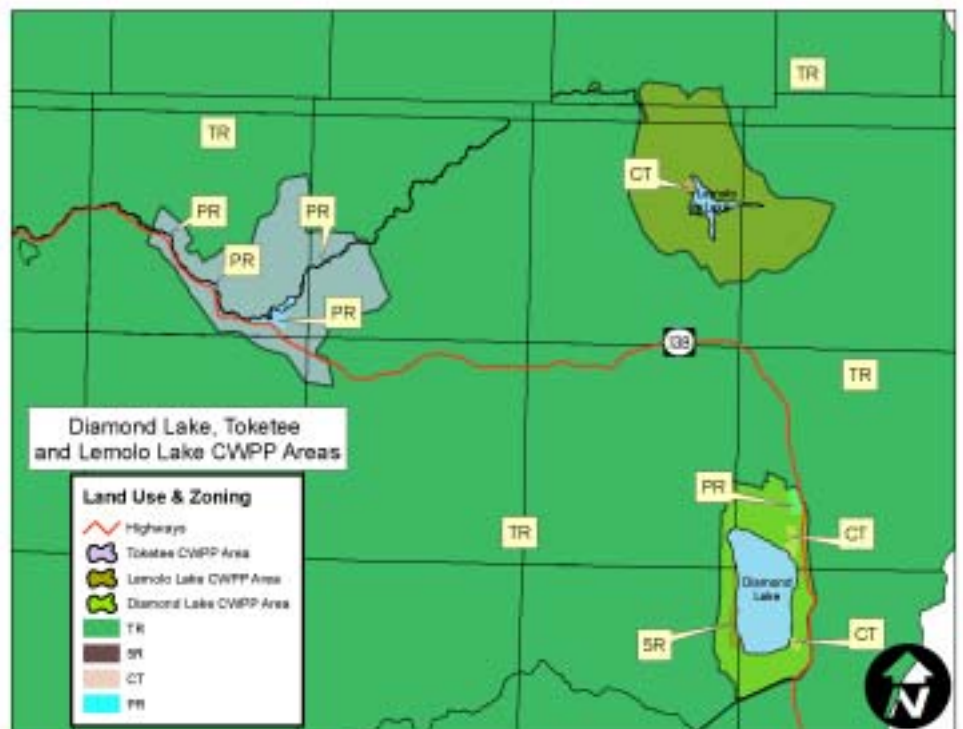 TR
TR
CT
Lemolo
Lake
PR
PR
PR
PR
138
TR
Diamond Lake, Toketee
and Lemolo Lake CWPP Areas
Land Use & Zoning
Highways
Toketee CWPP Area
Lemolo Lake CWPP Area
Diamond Lake CWPP Area
TR
5R
CT
PR
PR
TR
CT
Diamond
Lake
5R
CT
N